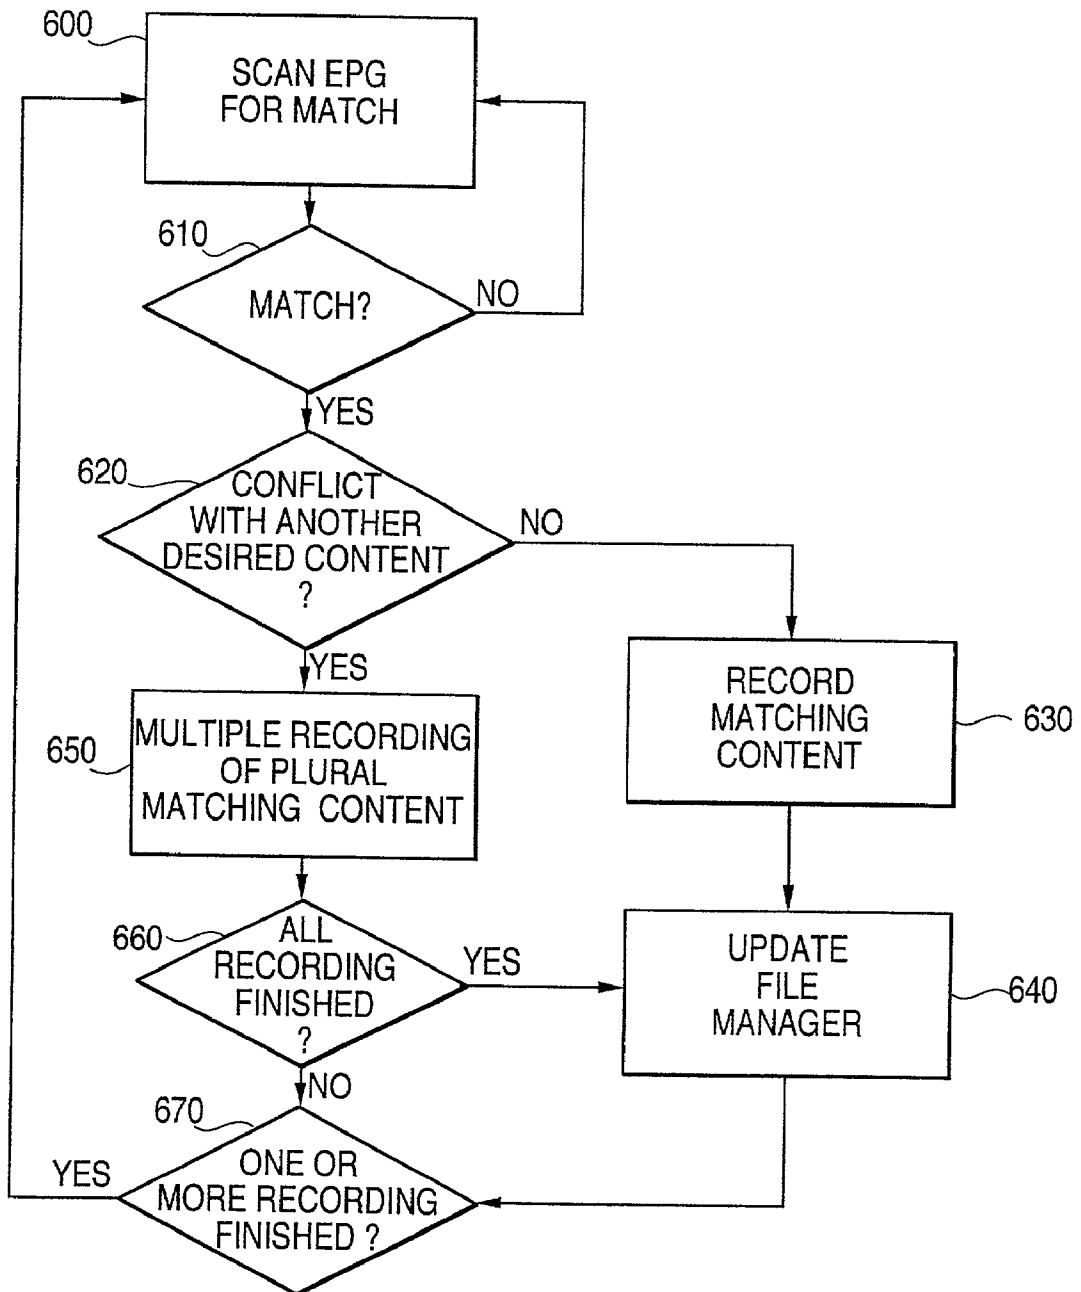 600
SCAN EPG
FOR MATCH
610
MATCH?
NO
YES
620
CONFLICT
WITH ANOTHER
DESIRED CONTENT
?
NO
YES
RECORD
MATCHING
CONTENT
630
650
MULTIPLE RECORDING
OF PLURAL
MATCHING CONTENT
660
ALL
RECORDING
FINISHED
?
YES
UPDATE
FILE
MANAGER
640
NO
670
YES
ONE OR
MORE RECORDING
FINISHED ?